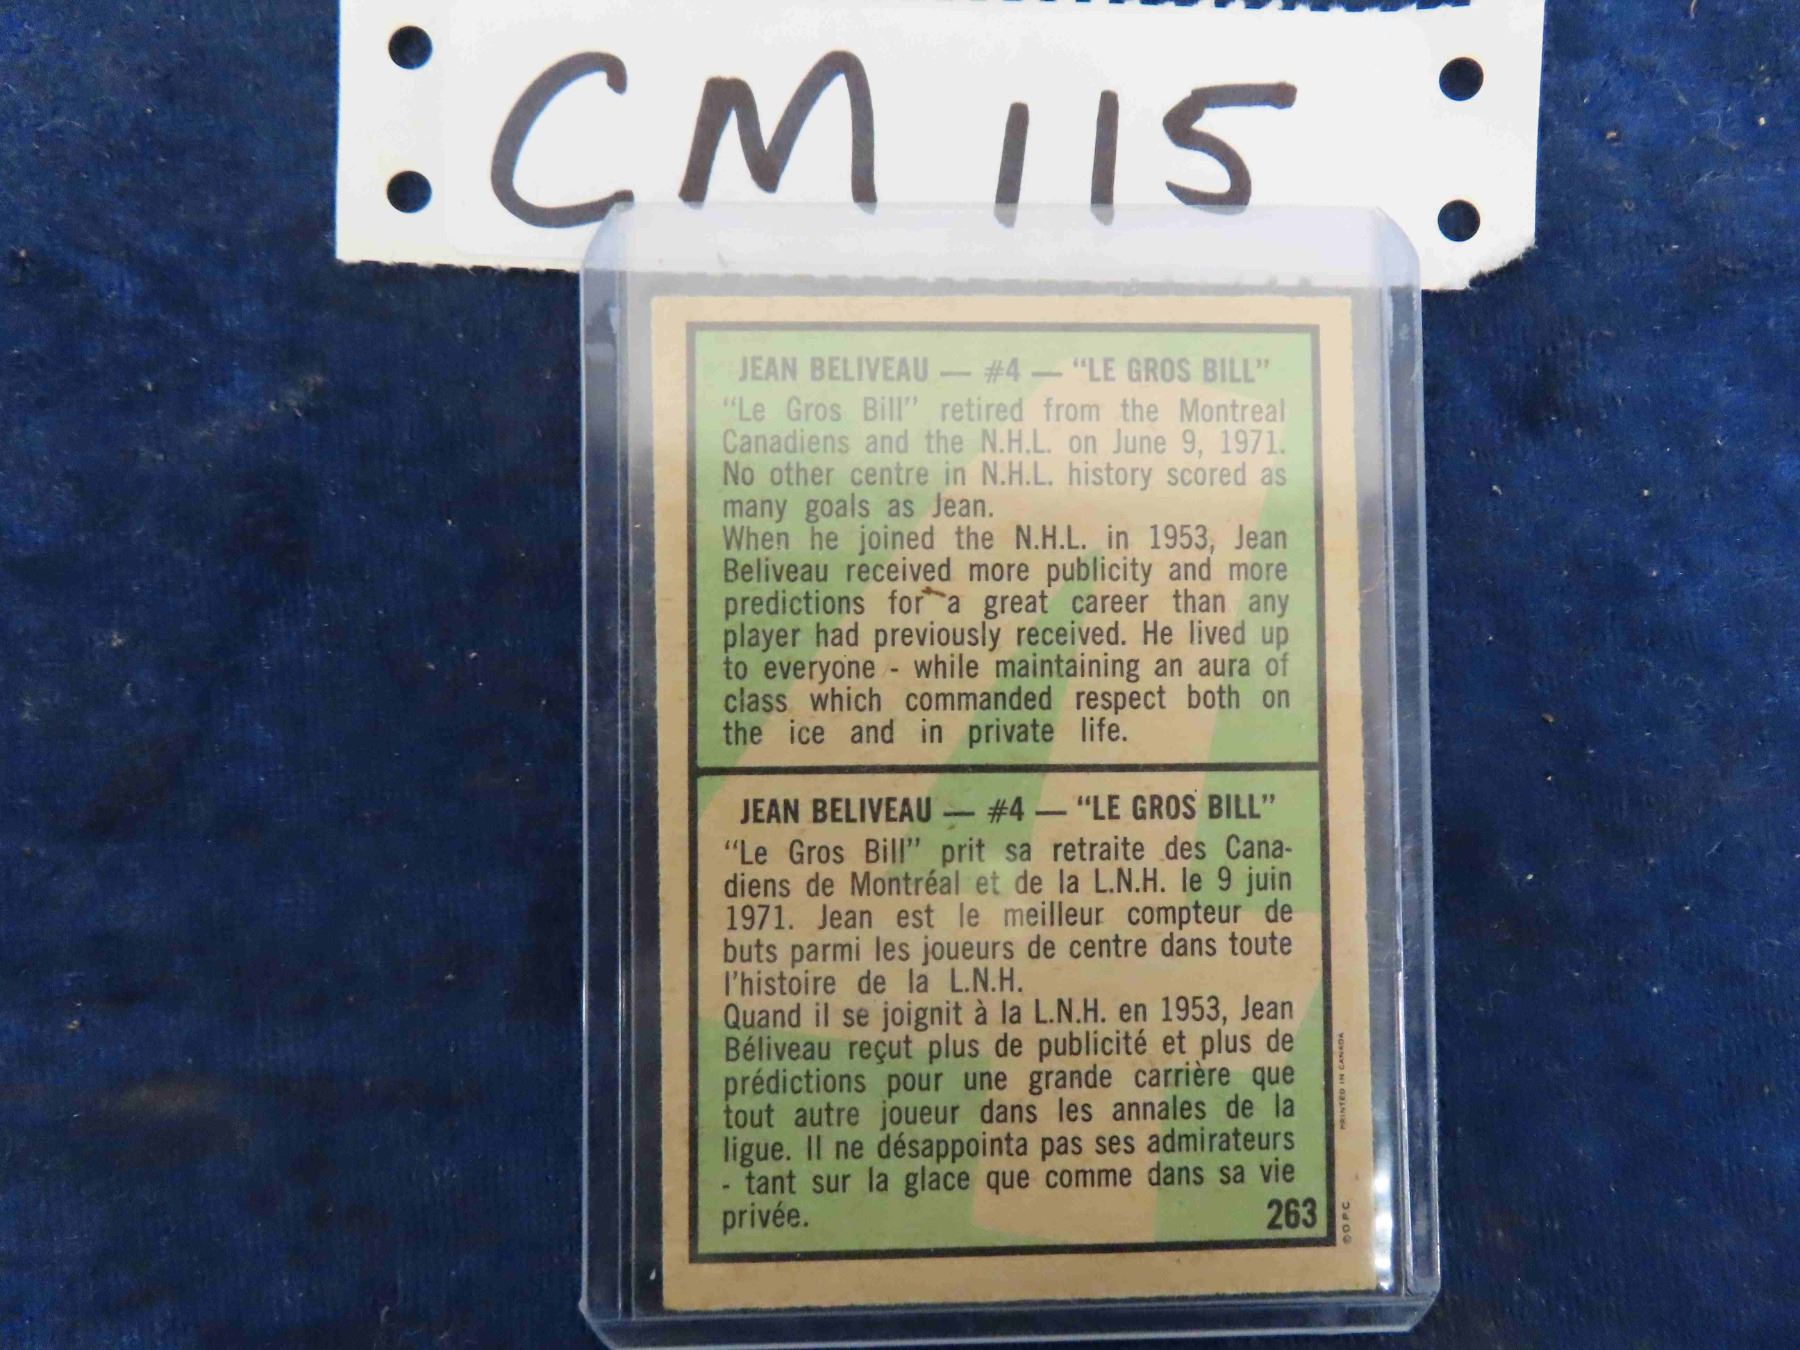 CM 115
JEAN BELIVEAU — #4 — "LE GROS BILL"
"Le Gros Bill" retired from the Montreal
Canadiens and the N.H.L. on June 9, 1971.
No other centre in N.H.L. history scored as
many goals as Jean.
When he joined the N.H.L. in 1953, Jean
Beliveau received more publicity and more
predictions for a great career than any
player had previously received. He lived up
to everyone - while maintaining an aura of
class which commanded respect both on
the ice and in private life.
JEAN BELIVEAU — #4 — "LE GROS BILL"
"Le Gros Bill" prit sa retraite des Cana-
diens de Montréal et de la L.N.H. le 9 juin
1971. Jean est le meilleur compteur de
buts parmi les joueurs de centre dans toute
l'histoire de la L.N.H.
Quand il se joignit à la L.N.H. en 1953, Jean
Béliveau reçut plus de publicité et plus de
prédictions pour une grande carrière que
tout autre joueur dans les annales de la
ligue. Il ne désappointa pas ses admirateurs
- tant sur la glace que comme dans sa vie
privée.
263
© O.P.C.
PRINTED IN CANADA